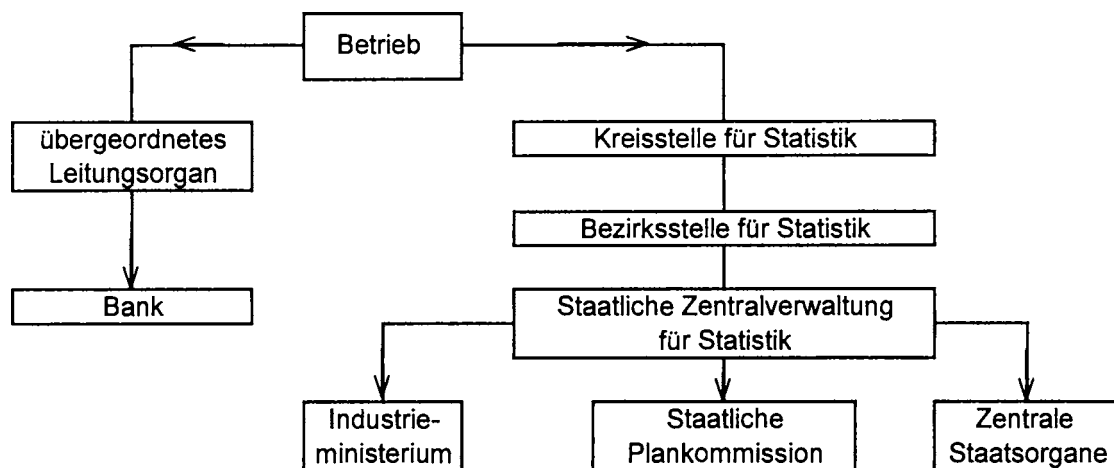 Betrieb
übergeordnetes
Leitungsorgan
Kreisstelle für Statistik
Bezirksstelle für Statistik
Bank
Staatliche Zentralverwaltung
für Statistik
Industrie-
ministerium
Staatliche
Plankommission
Zentrale
Staatsorgane